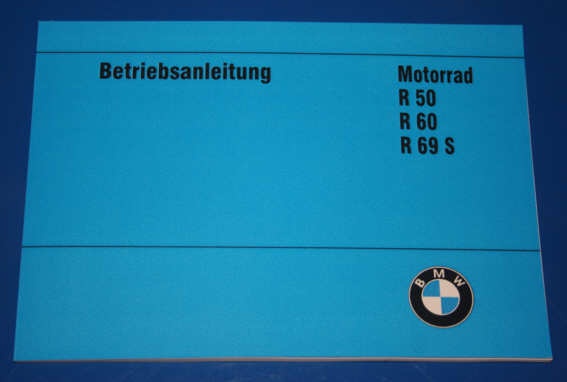 Betriebsanleitung
Motorrad
R 50
R 60
R 69 S
BMW